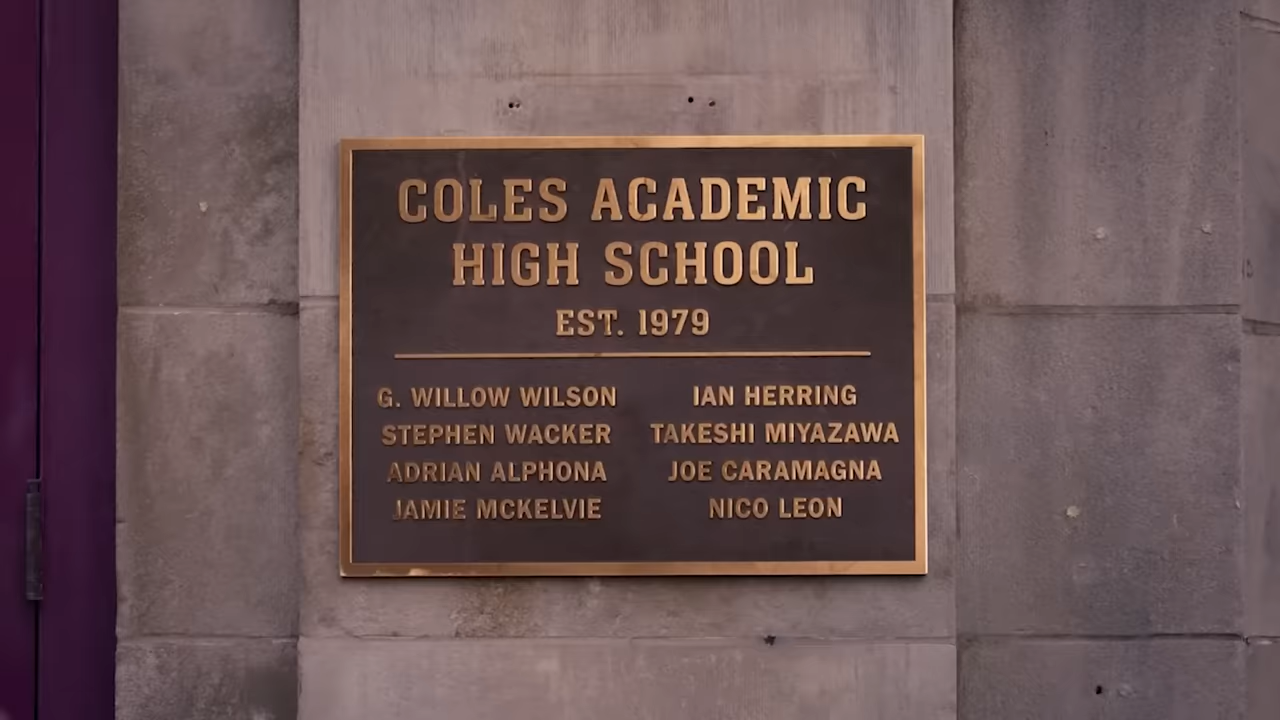 COLES ACADEMIC
HIGH SCHOOL
EST. 1979
G. WILLOW WILSON
STEPHEN WACKER
ADRIAN ALPHONA
JAMIE MCKELVIE
IAN HERRING
TAKESHI MIYAZAWA
JOE CARAMAGNA
NICO LEON